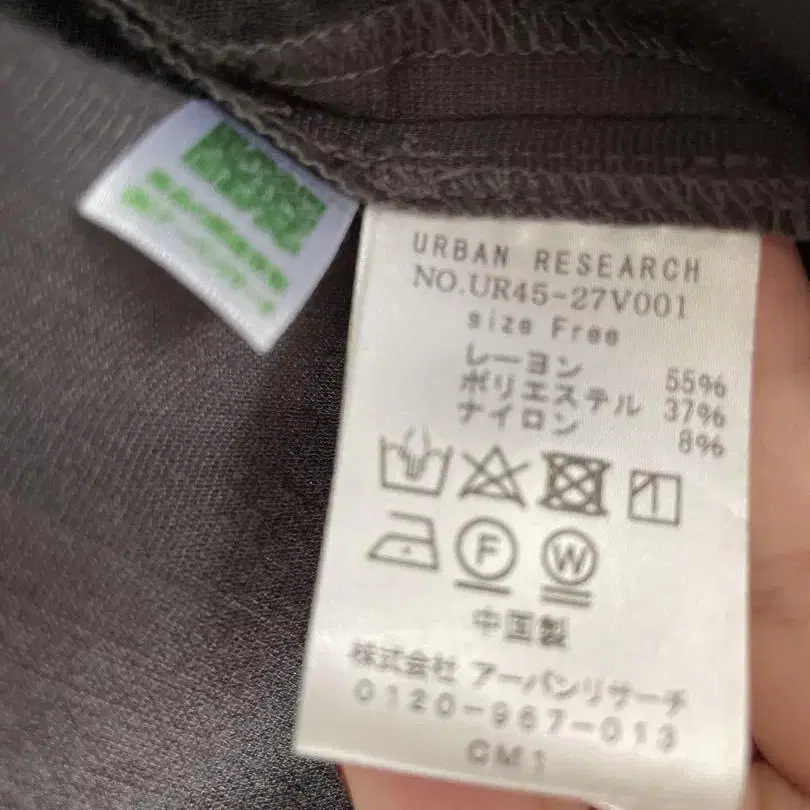 URBAN RESEARCH
NO.UR45-27V001
size Free
レーヨン 55%
ポリエステル 37%
ナイロン 8%
F W
中国製
株式会社 アーバンリサーチ
0120-967-013
CM1